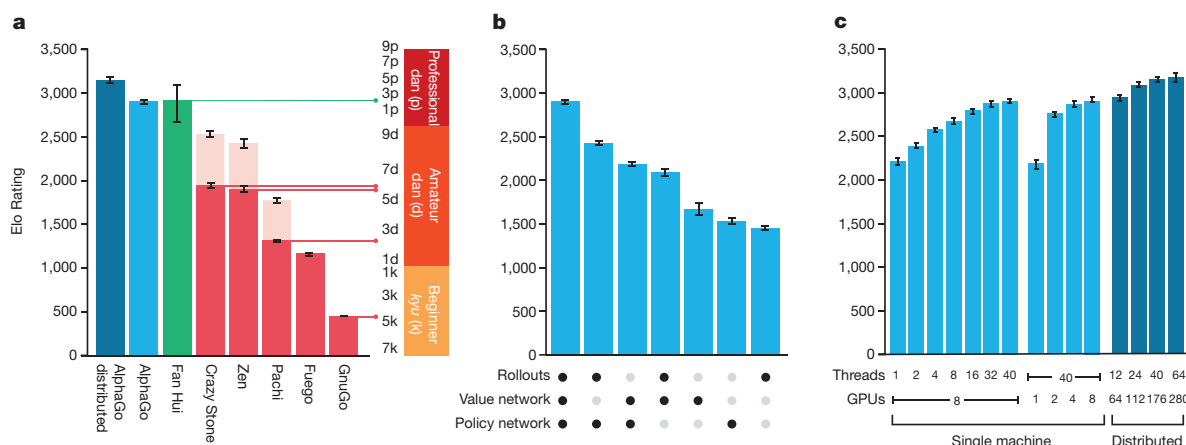 a
Elo Rating
3,500
3,000
2,500
2,000
1,500
1,000
500
0
AlphaGo distributed
AlphaGo
Fan Hui
Crazy Stone
Zen
Pachi
Fuego
GnuGo
9p
7p
5p
3p
1p
9d
7d
5d
3d
1d
1k
3k
5k
7k
Professional
dan (p)
Amateur
dan (d)
Beginner
kyu (k)
b
3,500
3,000
2,500
2,000
1,500
1,000
500
0
Rollouts
Value network
Policy network
c
3,500
3,000
2,500
2,000
1,500
1,000
500
0
Threads 1 2 4 8 16 32 40 40 12 24 40 64
GPUs 8 1 2 4 8 64 112 176 280
Single machine Distributed